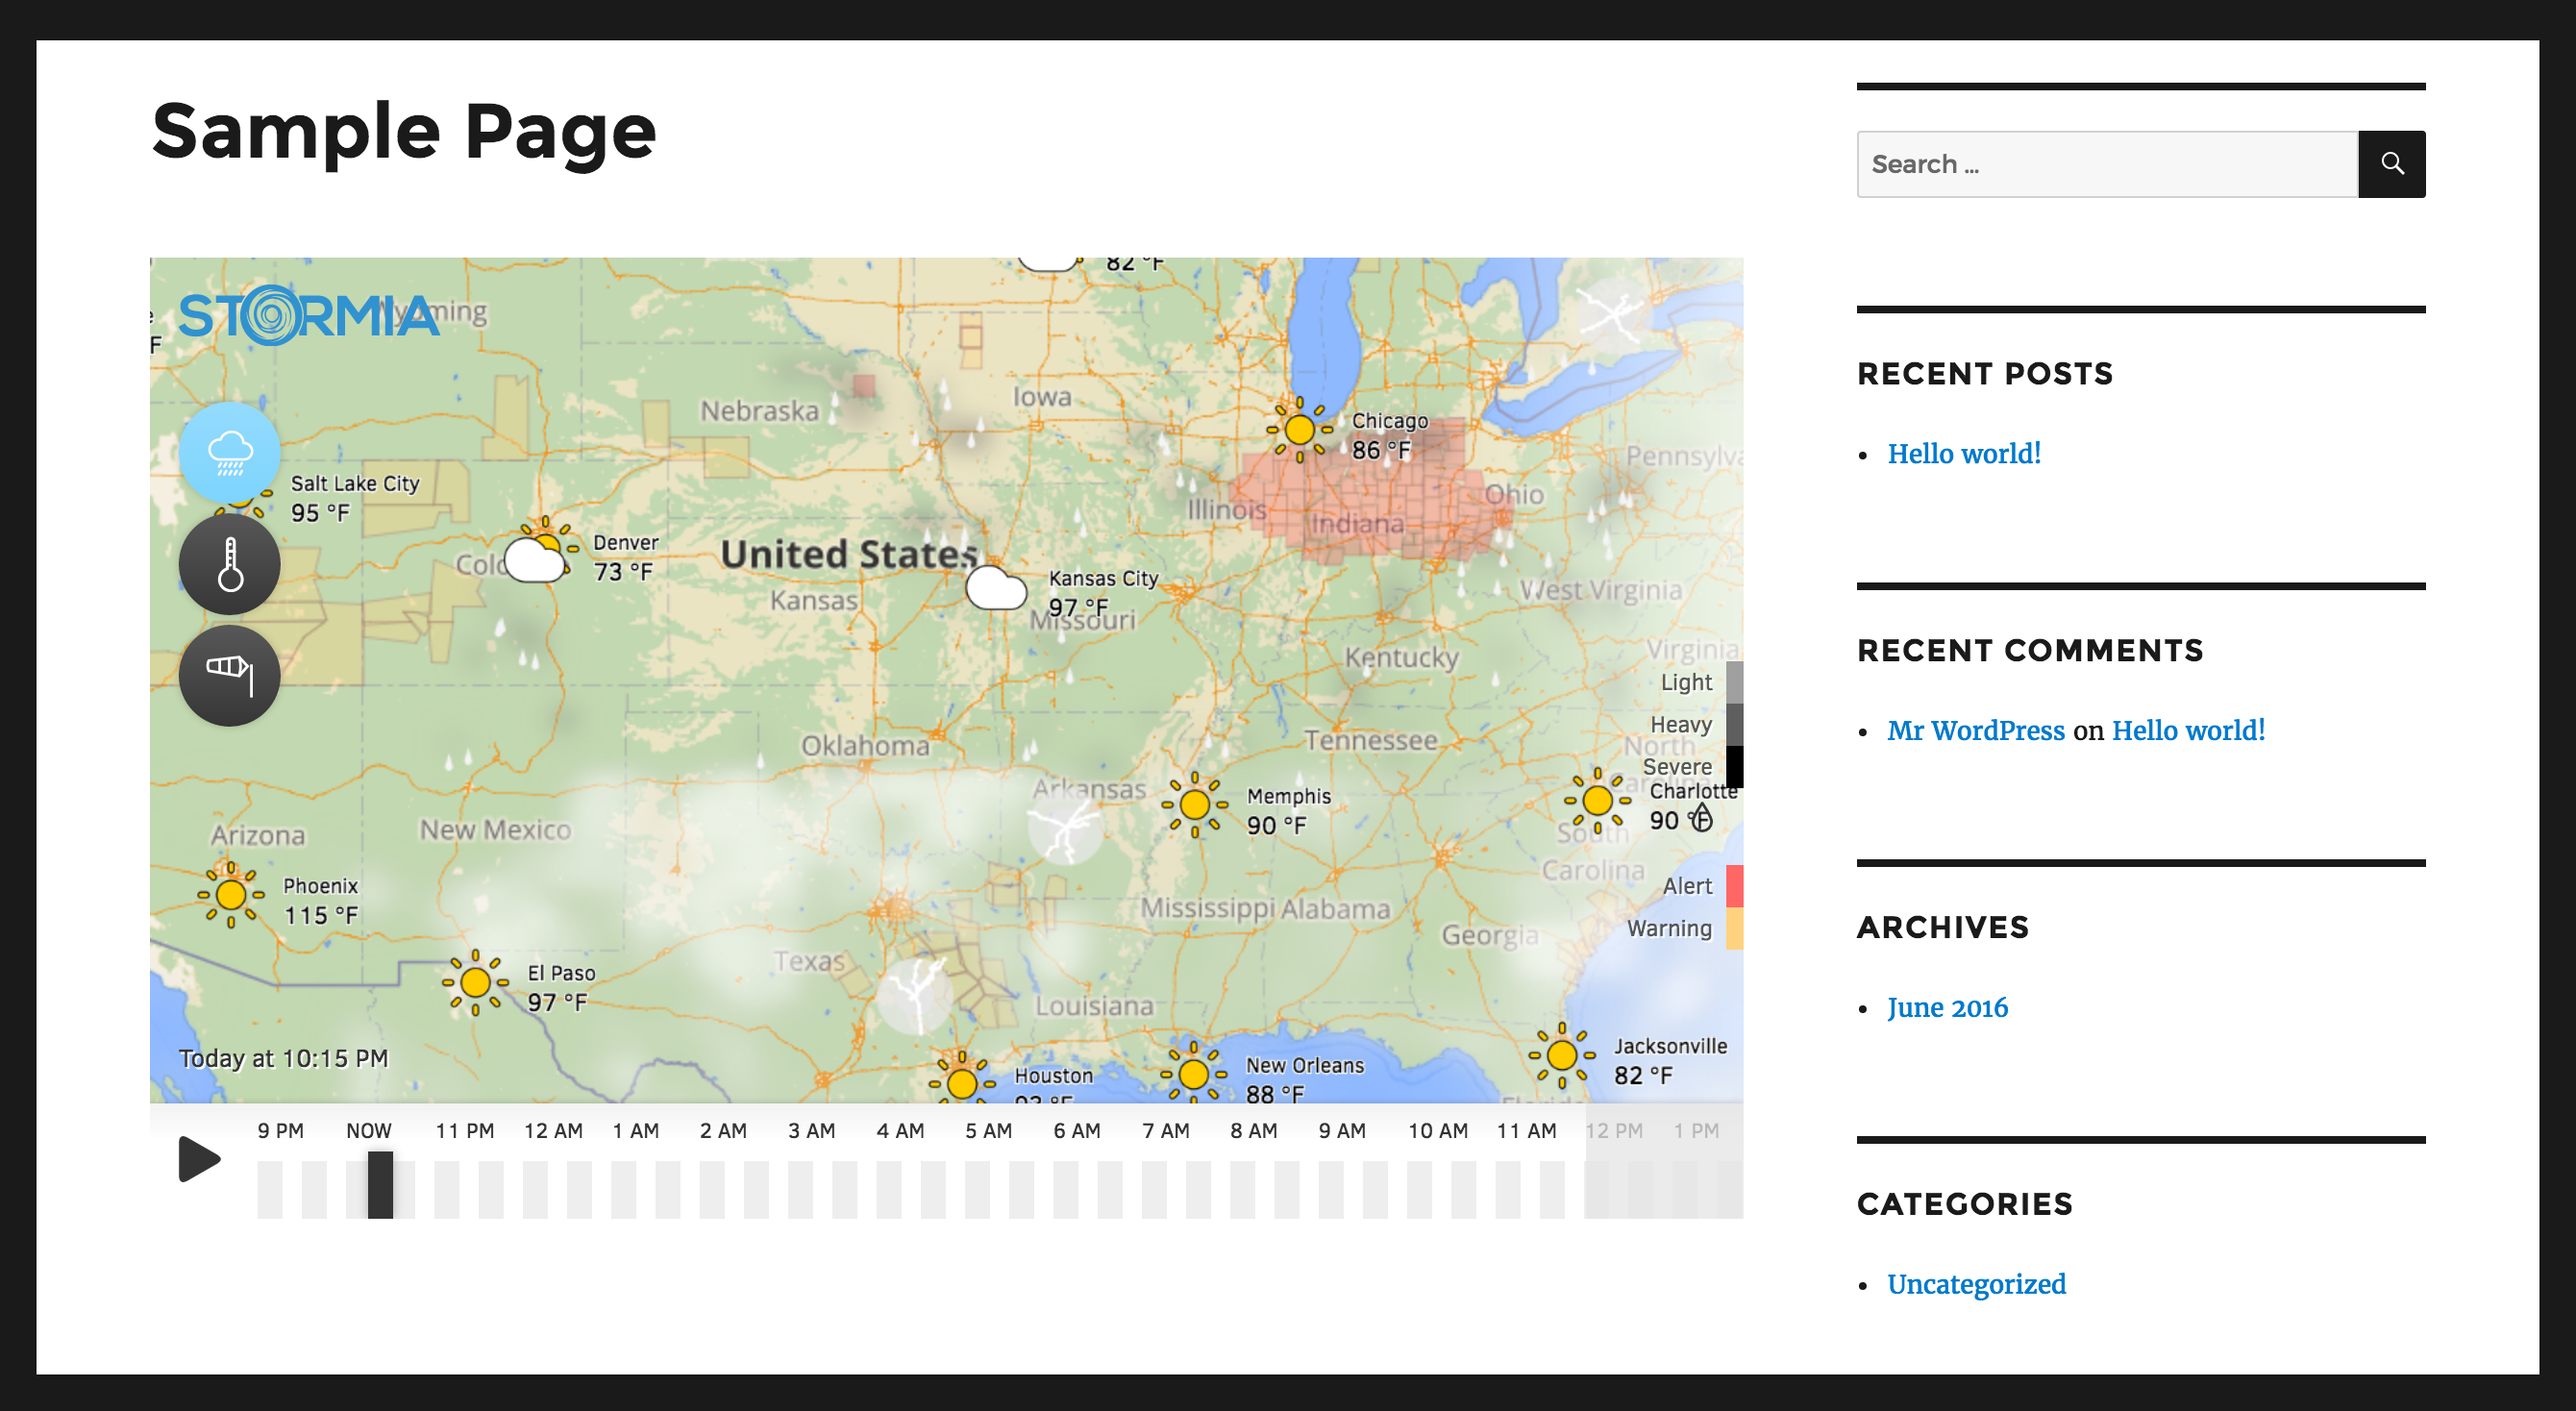 Sample Page
Search ...
82 °F
STORMIA
Wyoming
F
Nebraska
Iowa
Chicago
86 °F
RECENT POSTS
Hello world!
Salt Lake City
95 °F
Illinois
Indiana
Ohio
Pennsylva
Denver
73 °F
Colo
United States
Kansas
Kansas City
97 °F
Missouri
West Virginia
Virginia
Kentucky
RECENT COMMENTS
Mr WordPress on Hello world!
Light
Heavy
Severe
Oklahoma
Tennessee
North
Carolina
Arkansas
Memphis
90 °F
Charlotte
90 °F
Arizona
New Mexico
South
Carolina
Phoenix
115 °F
Mississippi
Alabama
Georgia
Alert
Warning
ARCHIVES
June 2016
El Paso
97 °F
Texas
Louisiana
Today at 10:15 PM
Houston
93 °F
New Orleans
88 °F
Jacksonville
82 °F
Florida
9 PM NOW 11 PM 12 AM 1 AM 2 AM 3 AM 4 AM 5 AM 6 AM 7 AM 8 AM 9 AM 10 AM 11 AM 12 PM 1 PM
CATEGORIES
Uncategorized